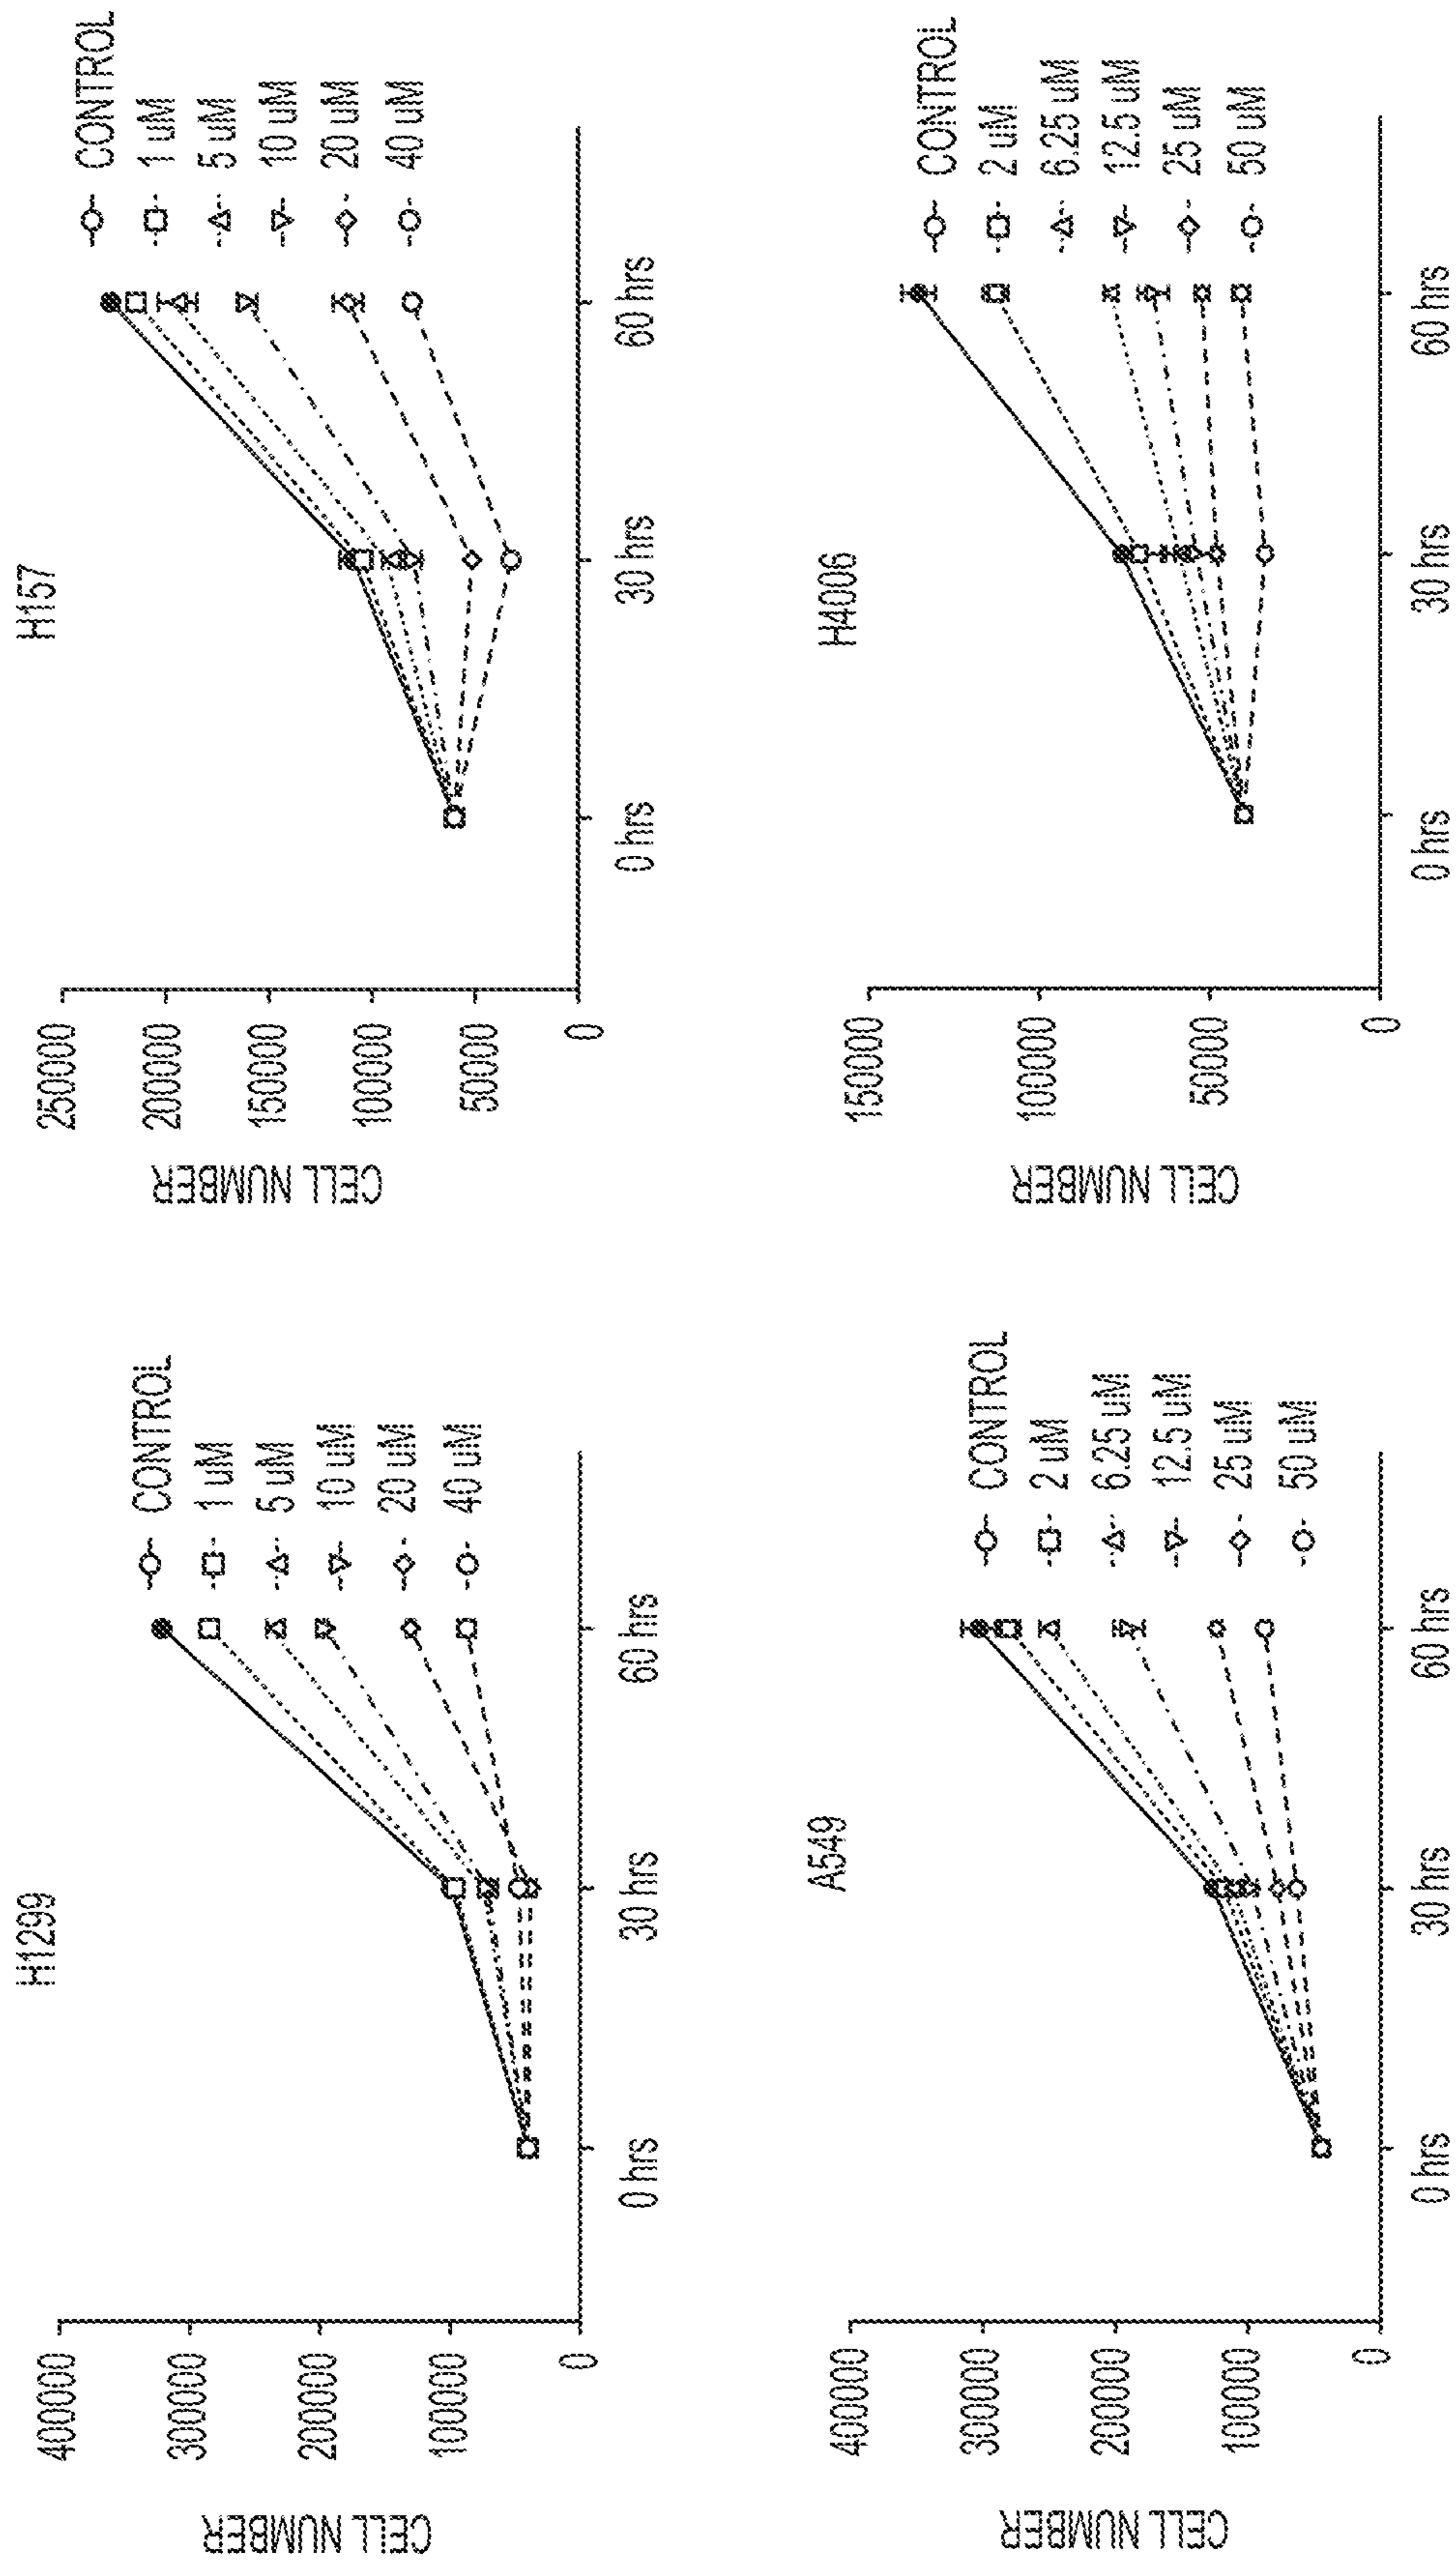 H1299
CELL NUMBER
400000
300000
200000
100000
0
0 hrs
30 hrs
60 hrs
CONTROL
1 uM
5 uM
10 uM
20 uM
40 uM
H157
CELL NUMBER
250000
200000
150000
100000
50000
0
0 hrs
30 hrs
60 hrs
CONTROL
1 uM
5 uM
10 uM
20 uM
40 uM
A549
CELL NUMBER
400000
300000
200000
100000
0
0 hrs
30 hrs
60 hrs
CONTROL
2 uM
6.25 uM
12.5 uM
25 uM
50 uM
H4006
CELL NUMBER
150000
100000
50000
0
0 hrs
30 hrs
60 hrs
CONTROL
2 uM
6.25 uM
12.5 uM
25 uM
50 uM